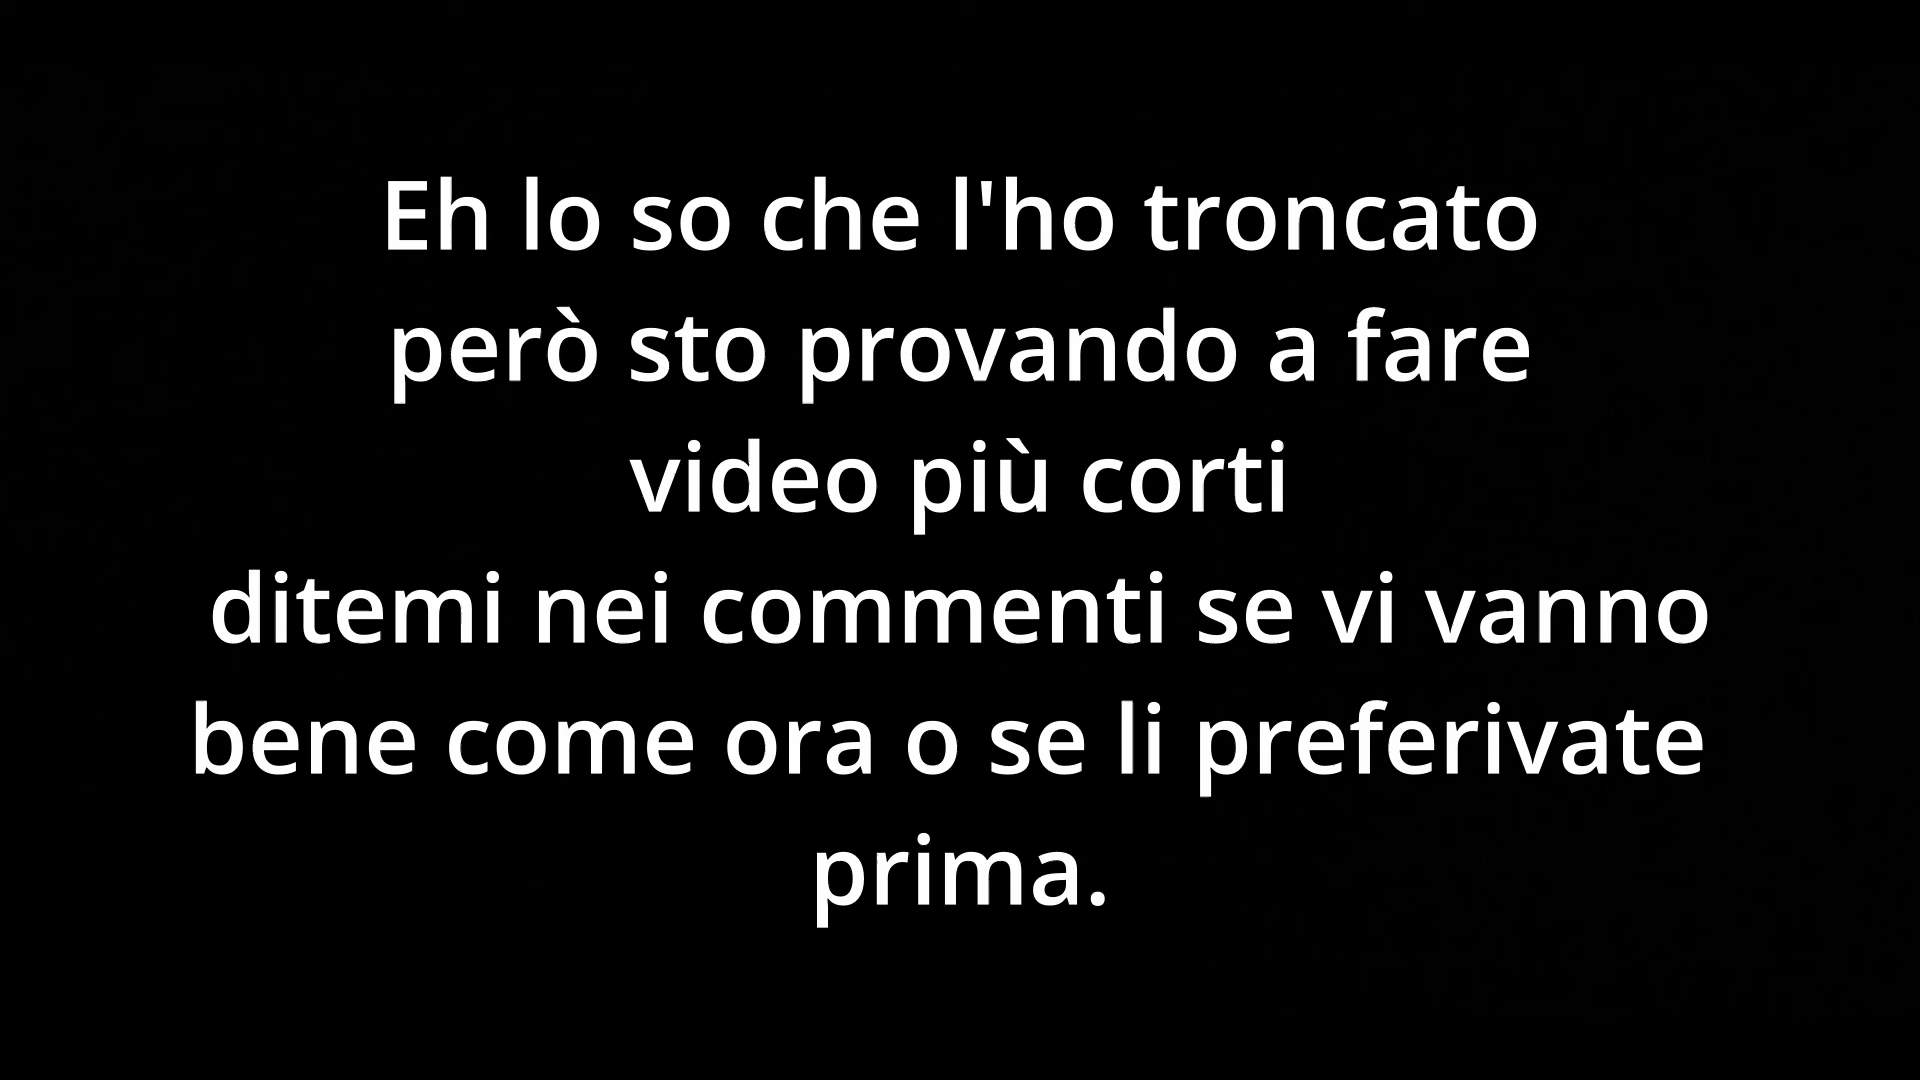 Eh lo so che l'ho troncato
però sto provando a fare
video più corti
ditemi nei commenti se vi vanno
bene come ora o se li preferivate
prima.